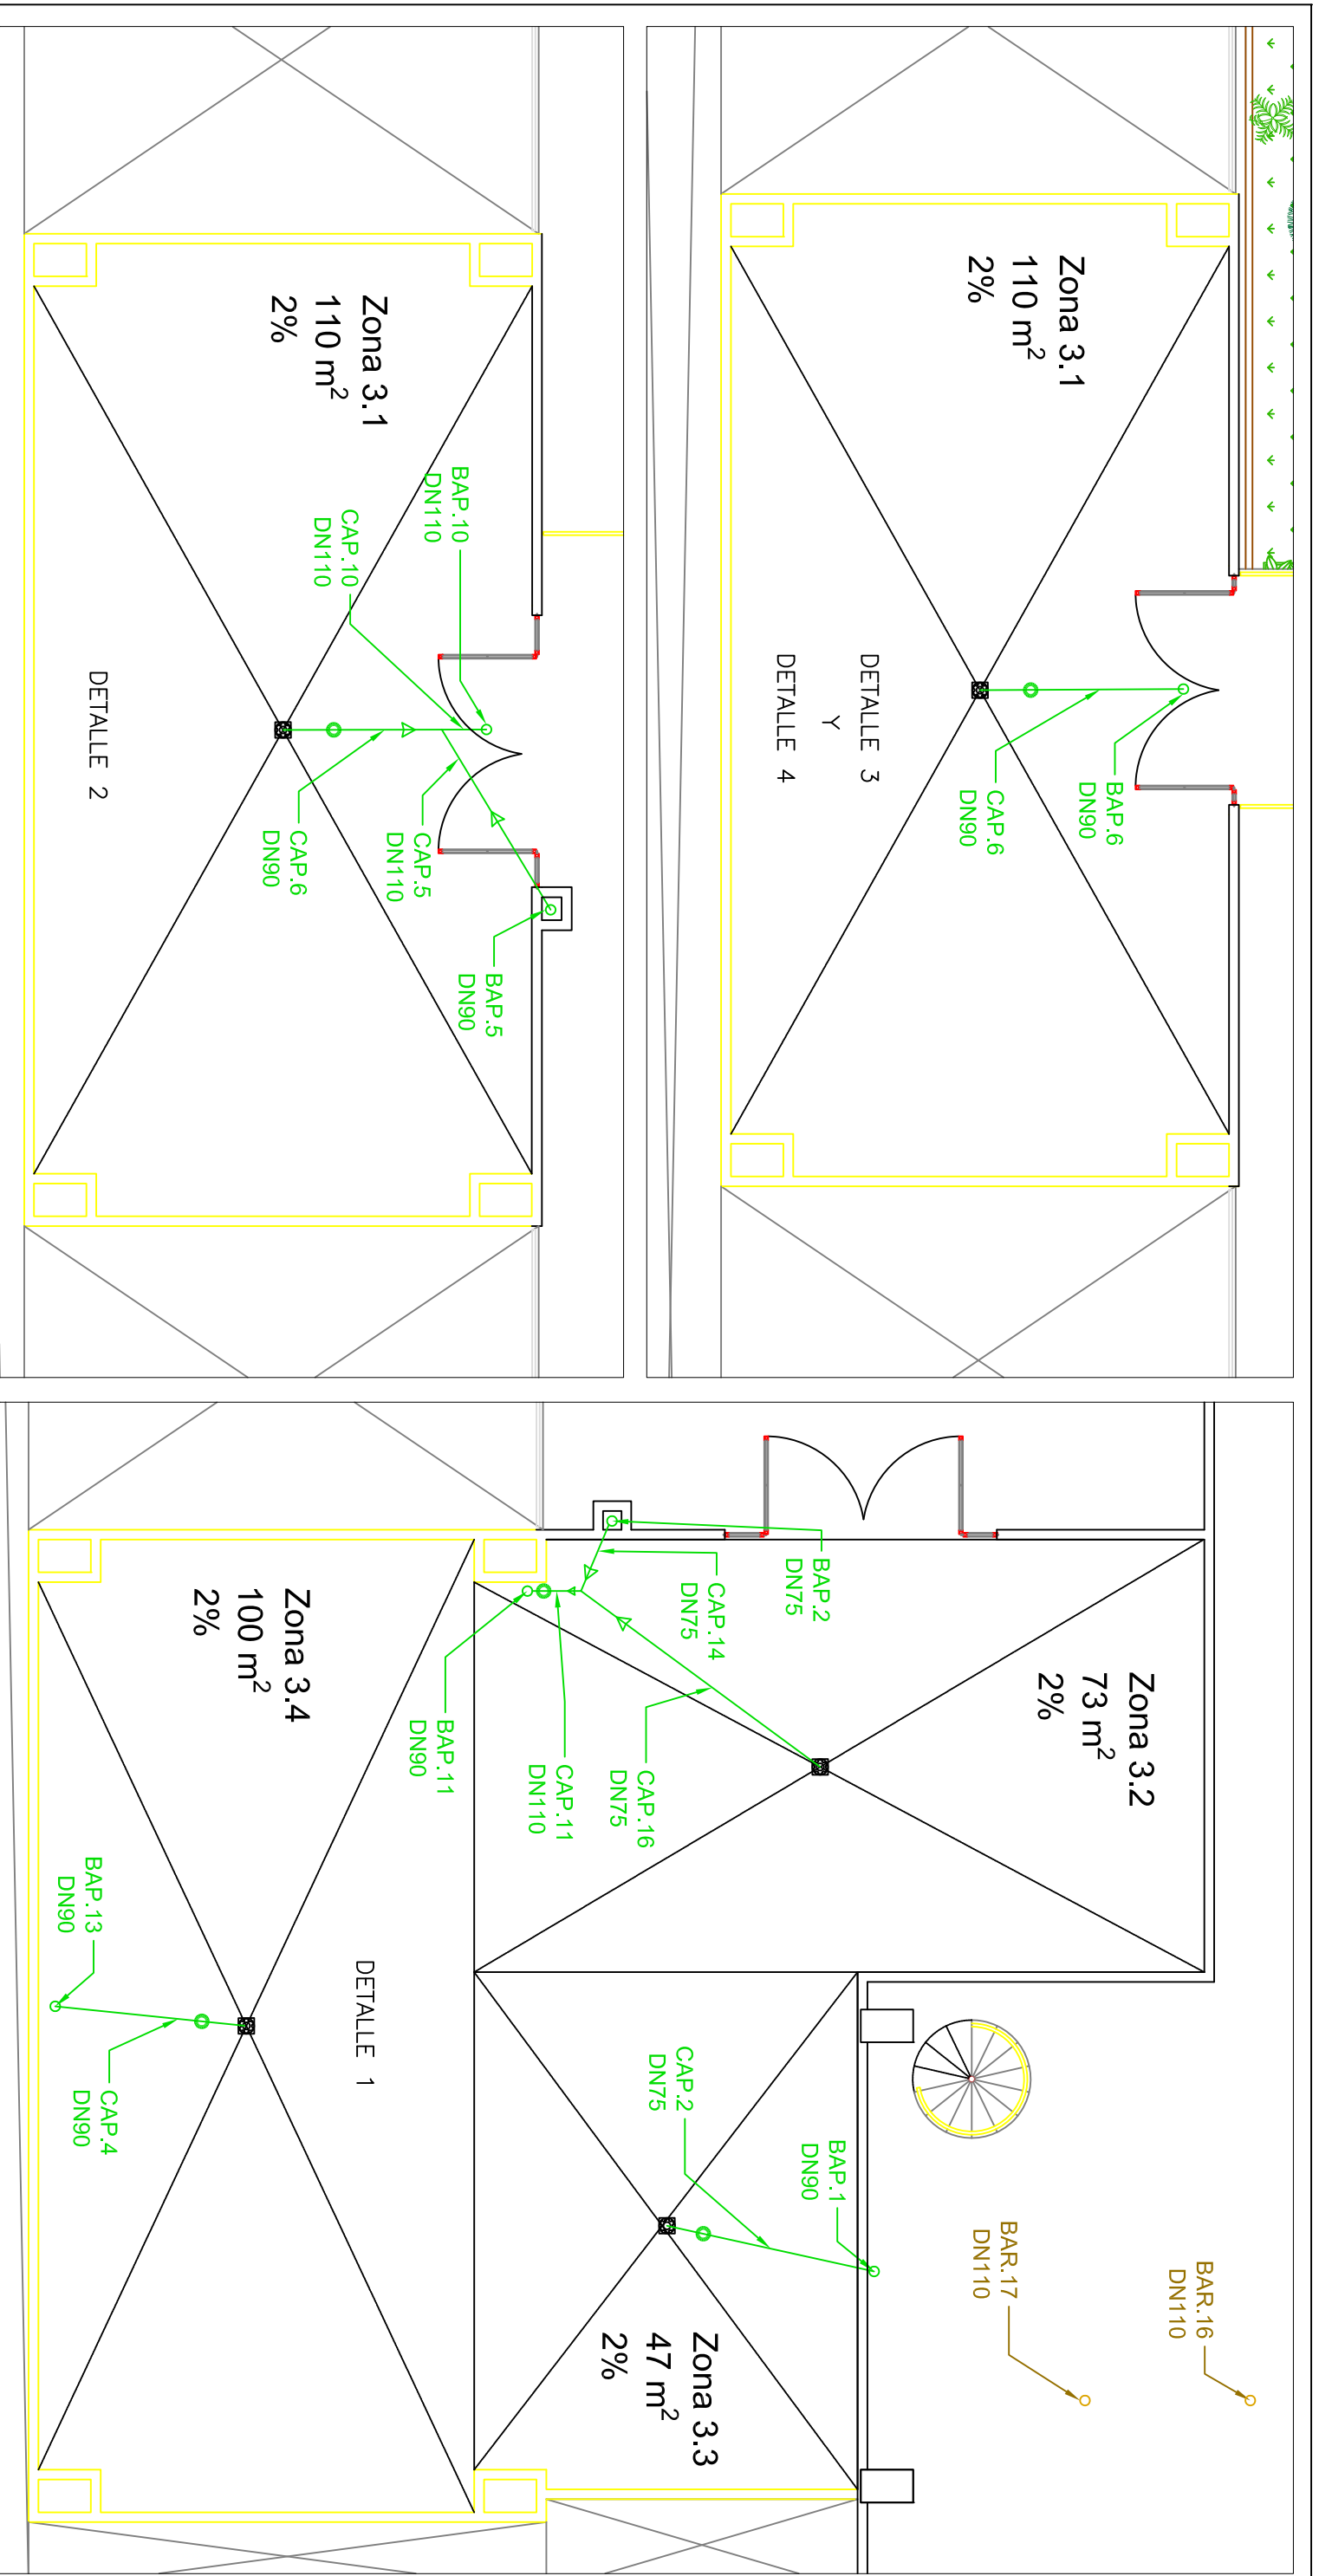 Zona 3.1
110 m²
2%
BAP.6
DN90
CAP.6
DN90
DETALLE 3
Y
DETALLE 4
Zona 3.1
110 m²
2%
BAP.10
DN110
CAP.10
DN110
BAP.5
DN90
CAP.5
DN110
CAP.6
DN90
DETALLE 2
BAR.16
DN110
BAR.17
DN110
Zona 3.2
73 m²
2%
BAP.2
DN75
CAP.14
DN75
CAP.16
DN75
CAP.11
DN110
BAP.11
DN90
BAP.1
DN90
CAP.2
DN75
Zona 3.3
47 m²
2%
Zona 3.4
100 m²
2%
DETALLE 1
BAP.13
DN90
CAP.4
DN90